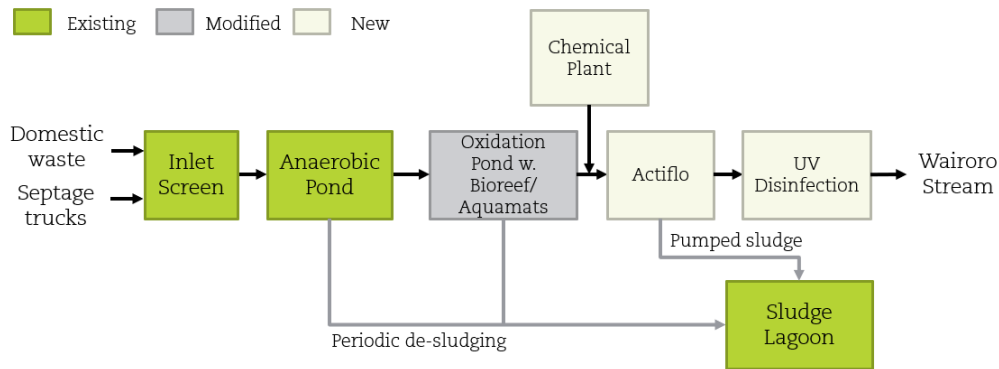 Existing
Modified
New
Chemical
Plant
Domestic
waste
Septage
trucks
Inlet
Screen
Anaerobic
Pond
Oxidation
Pond w.
Bioreef/
Aquamats
Actiflo
UV
Disinfection
Wairoro
Stream
Pumped sludge
Periodic de-sludging
Sludge
Lagoon